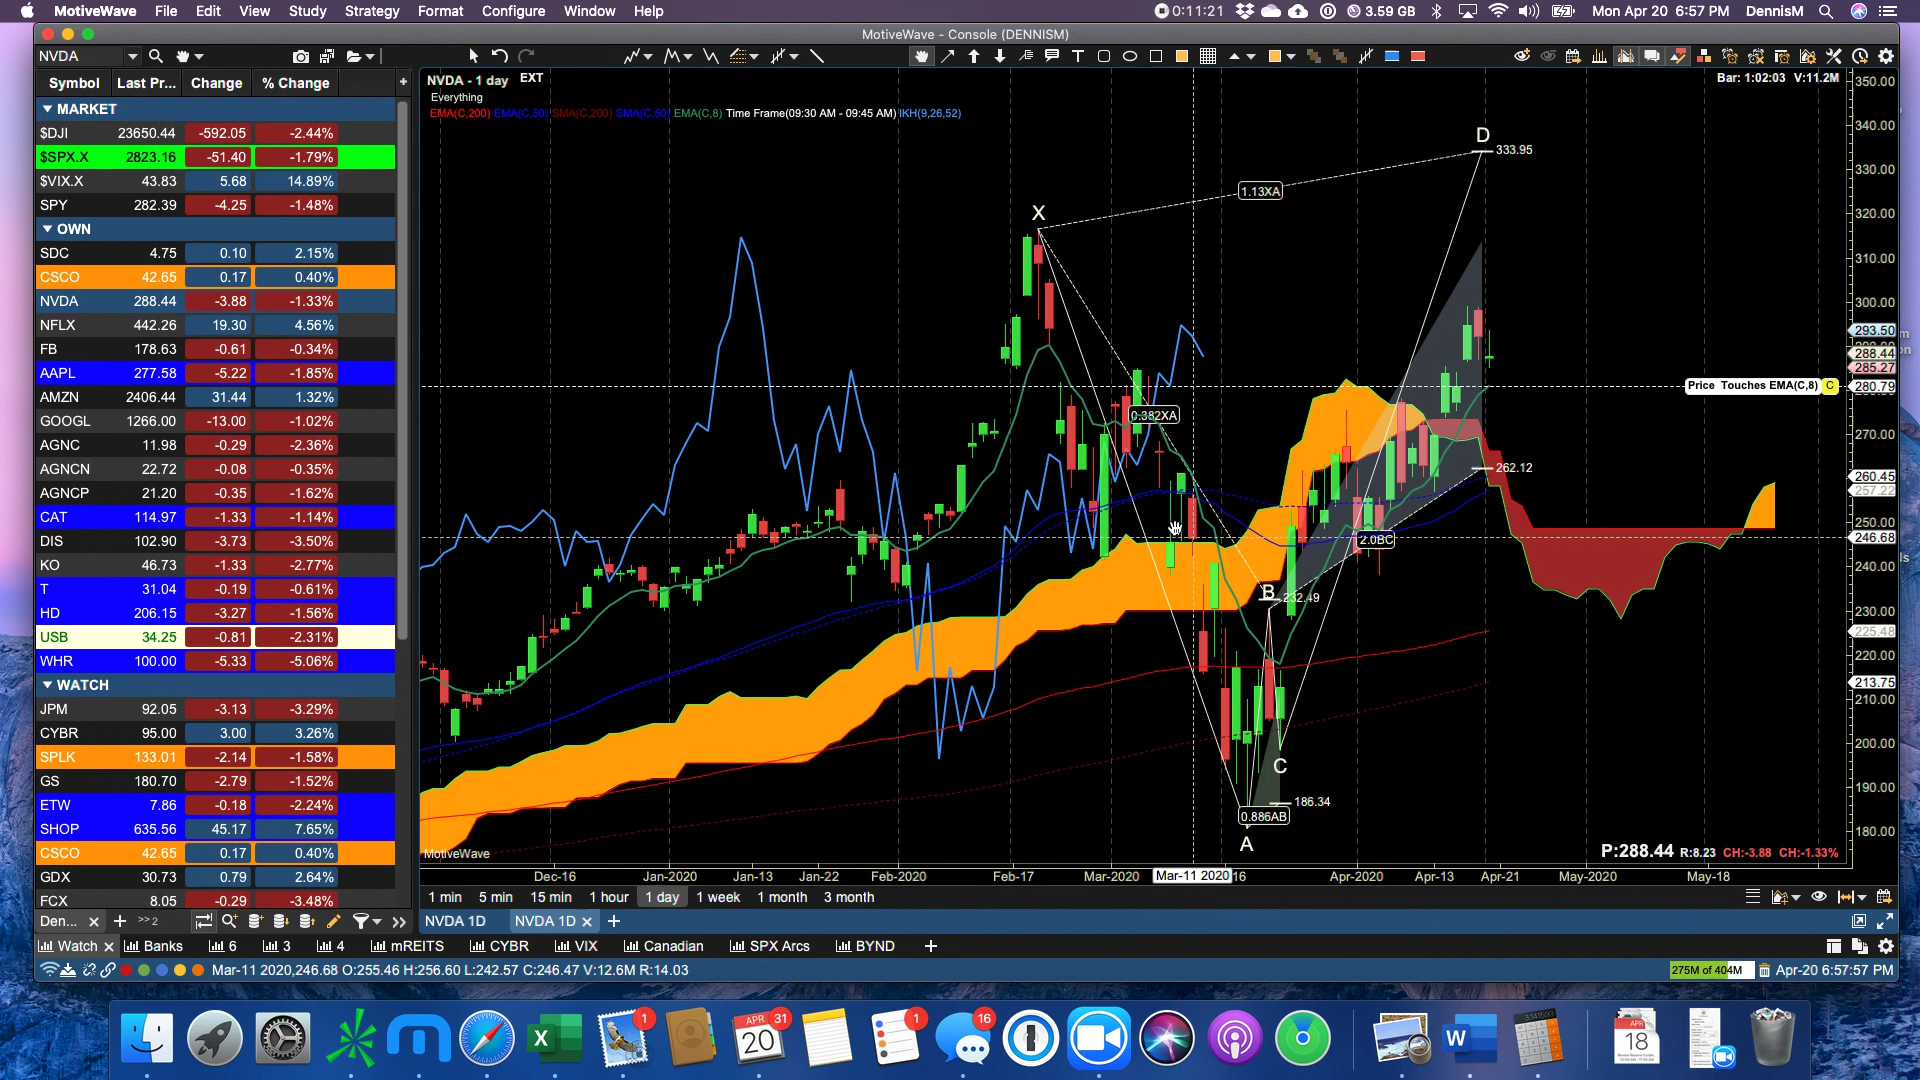 MotiveWave File Edit View Study Strategy Format Configure Window Help 0:11:21 3.59 GB Mon Apr 20 6:57 PM DennisM
MotiveWave - Console (DENNISM)
NVDA
Symbol Last Pr... Change % Change +
MARKET
$DJI 23650.44 -592.05 -2.44%
$SPX.X 2823.16 -51.40 -1.79%
$VIX.X 43.83 5.68 14.89%
SPY 282.39 -4.25 -1.48%
OWN
SDC 4.75 0.10 2.15%
CSCO 42.65 0.17 0.40%
NVDA 288.44 -3.88 -1.33%
NFLX 442.26 19.30 4.56%
FB 178.63 -0.61 -0.34%
AAPL 277.58 -5.22 -1.85%
AMZN 2406.44 31.44 1.32%
GOOGL 1266.00 -13.00 -1.02%
AGNC 11.98 -0.29 -2.36%
AGNCN 22.72 -0.08 -0.35%
AGNCP 21.20 -0.35 -1.62%
CAT 114.97 -1.33 -1.14%
DIS 102.90 -3.73 -3.50%
KO 46.73 -1.33 -2.77%
T 31.04 -0.19 -0.61%
HD 206.15 -3.27 -1.56%
USB 34.25 -0.81 -2.31%
WHR 100.00 -5.33 -5.06%
WATCH
JPM 92.05 -3.13 -3.29%
CYBR 95.00 3.00 3.26%
SPLK 133.01 -2.14 -1.58%
GS 180.70 -2.79 -1.52%
ETW 7.86 -0.18 -2.24%
SHOP 635.56 45.17 7.65%
CSCO 42.65 0.17 0.40%
GDX 30.73 0.79 2.64%
FCX 8.05 -0.29 -3.48%
Den... + >>2
NVDA - 1 day EXT
Everything
EMA(C,200) EMA(C,50) SMA(C,200) SMA(C,50) EMA(C,8) Time Frame(09:30 AM - 09:45 AM) IKH(9,26,52)
Bar: 1:02:03 V:11.2M
D
333.95
1.13XA
X
0.382XA
Price Touches EMA(C,8) C
262.12
2.0BC
B
232.49
C
186.34
0.886AB
A
350.00
340.00
330.00
320.00
310.00
300.00
293.50
288.44
285.27
280.79
270.00
260.45
257.22
250.00
246.68
240.00
230.00
225.48
220.00
213.75
210.00
200.00
190.00
180.00
MotiveWave
P:288.44 R:8.23 CH:-3.88 CH:-1.33%
Dec-16 Jan-2020 Jan-13 Jan-22 Feb-2020 Feb-17 Mar-2020 Mar-11 2020 16 Apr-2020 Apr-13 Apr-21 May-2020 May-18
1 min 5 min 15 min 1 hour 1 day 1 week 1 month 3 month
NVDA 1D NVDA 1D +
Watch Banks 6 3 4 mREITS CYBR VIX Canadian SPX Arcs BYND +
Mar-11 2020,246.68 O:255.46 H:256.60 L:242.57 C:246.47 V:12.6M R:14.03 275M of 404M Apr-20 6:57:57 PM
1 APR 31 20 1 16 W APR 18